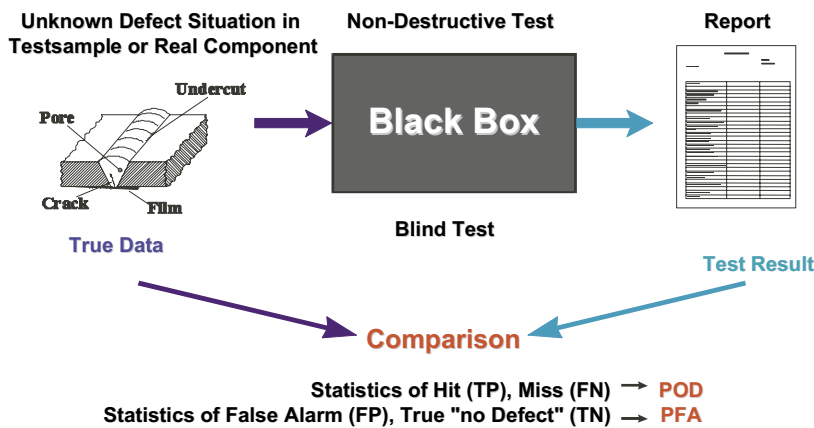 Unknown Defect Situation in
Testsample or Real Component
Non-Destructive Test
Report
Undercut
Pore
Crack
Film
Black Box
Blind Test
True Data
Test Result
Comparison
Statistics of Hit (TP), Miss (FN) → POD
Statistics of False Alarm (FP), True "no Defect" (TN) → PFA